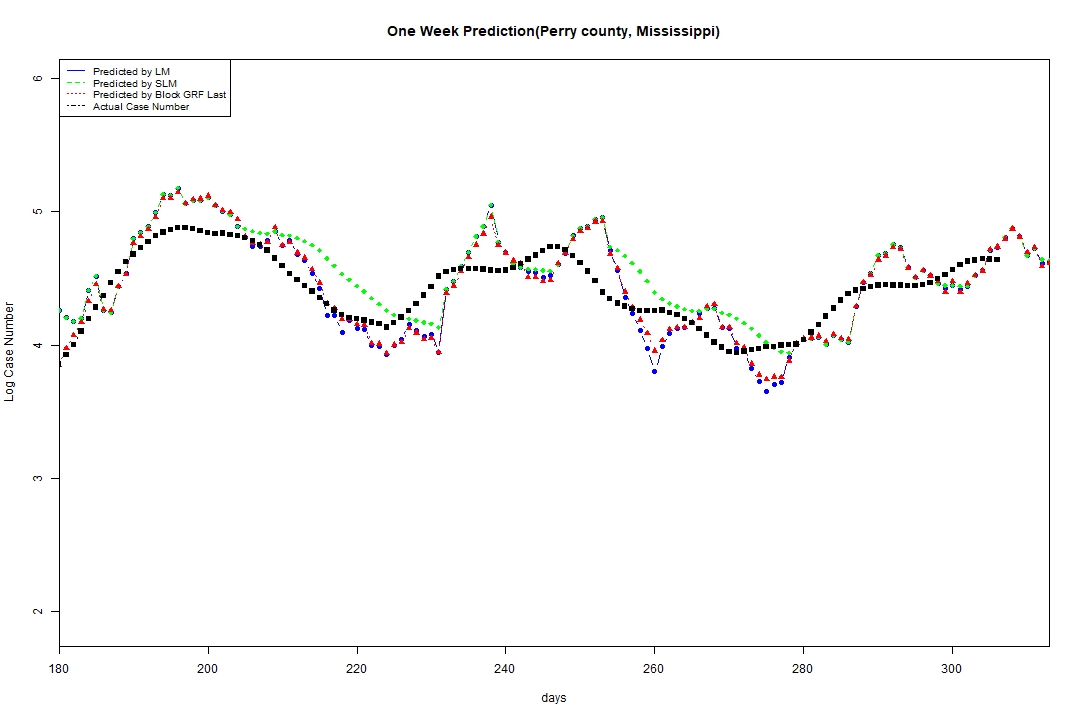 One Week Prediction(Perry county, Mississippi)
Predicted by LM
Predicted by SLM
Predicted by Block GRF Last
Actual Case Number
6
5
4
3
2
Log Case Number
180 200 220 240 260 280 300
days